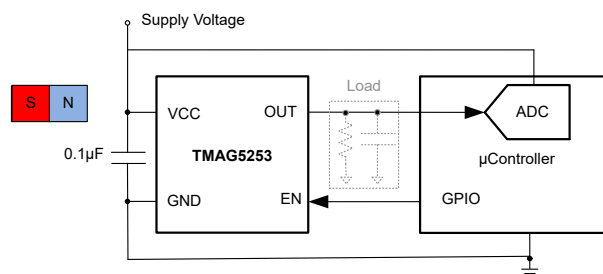 Supply Voltage
Load
S N
VCC
OUT
ADC
0.1µF
TMAG5253
µController
GND
EN
GPIO